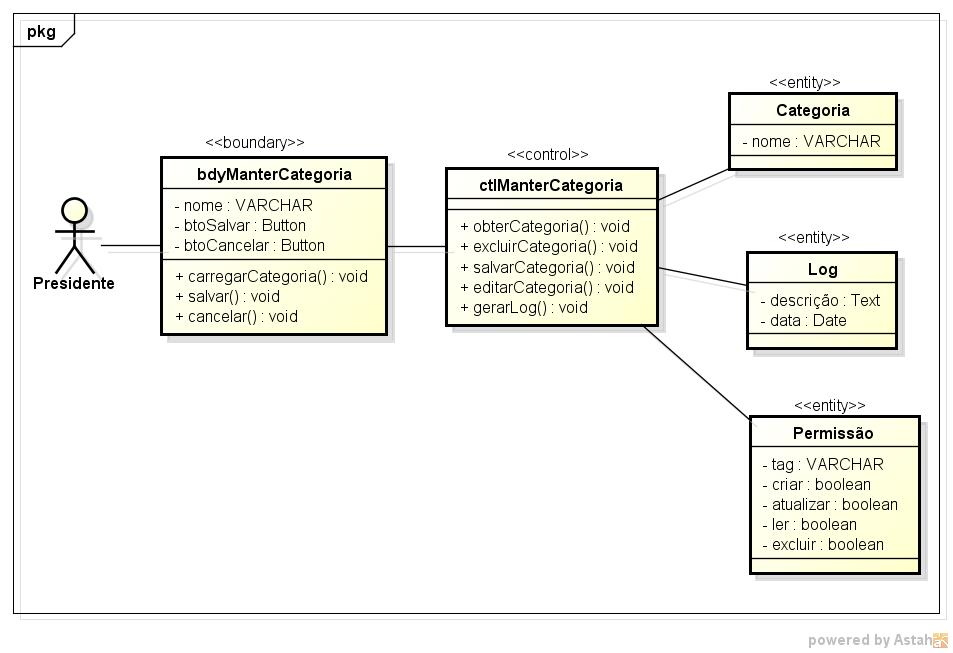 pkg
Presidente
<<boundary>>
bdyManterCategoria
- nome : VARCHAR
- btoSalvar : Button
- btoCancelar : Button
+ carregarCategoria() : void
+ salvar() : void
+ cancelar() : void
<<control>>
ctlManterCategoria
+ obterCategoria() : void
+ excluirCategoria() : void
+ salvarCategoria() : void
+ editarCategoria() : void
+ gerarLog() : void
<<entity>>
Categoria
- nome : VARCHAR
<<entity>>
Log
- descrição : Text
- data : Date
<<entity>>
Permissão
- tag : VARCHAR
- criar : boolean
- atualizar : boolean
- ler : boolean
- excluir : boolean
powered by Astah